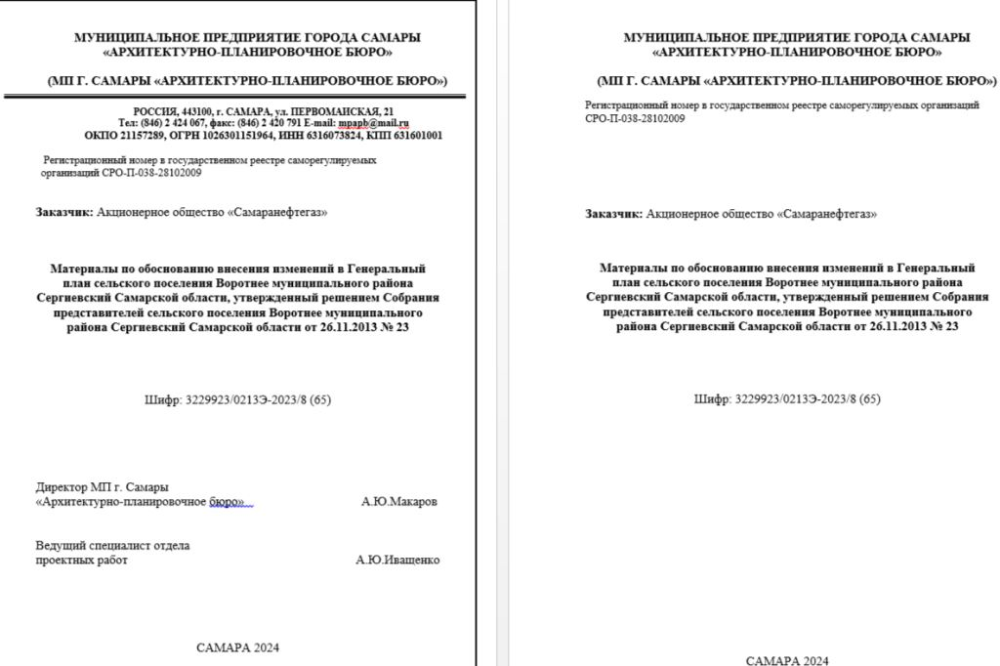 МУНИЦИПАЛЬНОЕ ПРЕДПРИЯТИЕ ГОРОДА САМАРЫ
«АРХИТЕКТУРНО-ПЛАНИРОВОЧНОЕ БЮРО»
(МП Г. САМАРЫ «АРХИТЕКТУРНО-ПЛАНИРОВОЧНОЕ БЮРО»)
РОССИЯ, 443100, г. САМАРА, ул. ПЕРВОМАЙСКАЯ, 21
Тел: (846) 2 424 067, факс: (846) 2 420 791 E-mail: mpapb@mail.ru
ОКПО 21157289, ОГРН 1026301151964, ИНН 6316073824, КПП 631601001
Регистрационный номер в государственном реестре саморегулируемых
организаций СРО-П-038-28102009
Заказчик: Акционерное общество «Самаранефтегаз»
Материалы по обоснованию внесения изменений в Генеральный
план сельского поселения Воротнее муниципального района
Сергиевский Самарской области, утвержденный решением Собрания
представителей сельского поселения Воротнее муниципального
района Сергиевский Самарской области от 26.11.2013 № 23
Шифр: 3229923/0213Э-2023/8 (65)
Директор МП г. Самары
«Архитектурно-планировочное бюро» А.Ю.Макаров
Ведущий специалист отдела
проектных работ А.Ю.Иващенко
САМАРА 2024
МУНИЦИПАЛЬНОЕ ПРЕДПРИЯТИЕ ГОРОДА САМАРЫ
«АРХИТЕКТУРНО-ПЛАНИРОВОЧНОЕ БЮРО»
(МП Г. САМАРЫ «АРХИТЕКТУРНО-ПЛАНИРОВОЧНОЕ БЮРО»)
Регистрационный номер в государственном реестре саморегулируемых организаций
СРО-П-038-28102009
Заказчик: Акционерное общество «Самаранефтегаз»
Материалы по обоснованию внесения изменений в Генеральный
план сельского поселения Воротнее муниципального района
Сергиевский Самарской области, утвержденный решением Собрания
представителей сельского поселения Воротнее муниципального
района Сергиевский Самарской области от 26.11.2013 № 23
Шифр: 3229923/0213Э-2023/8 (65)
САМАРА 2024